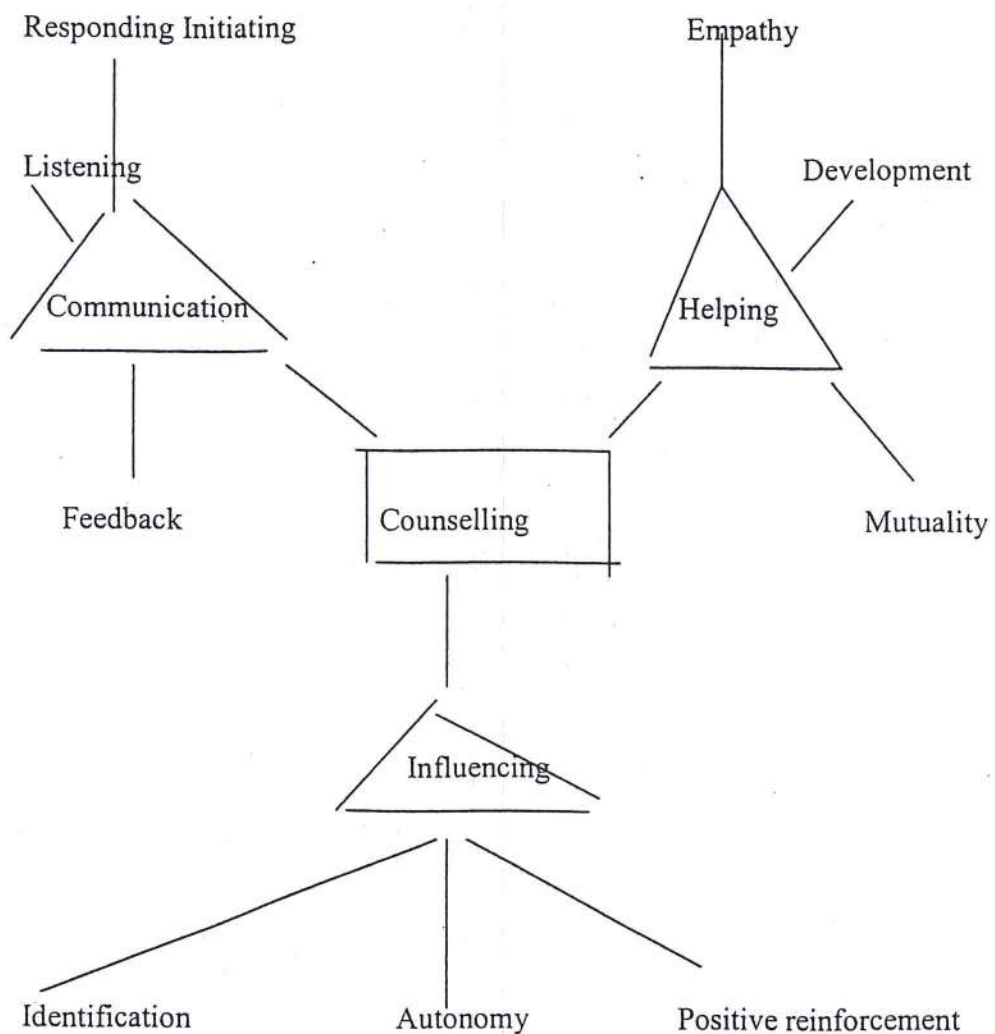 Responding Initiating
Empathy
Listening
Development
Communication
Helping
Feedback
Counselling
Mutuality
Influencing
Identification
Autonomy
Positive reinforcement